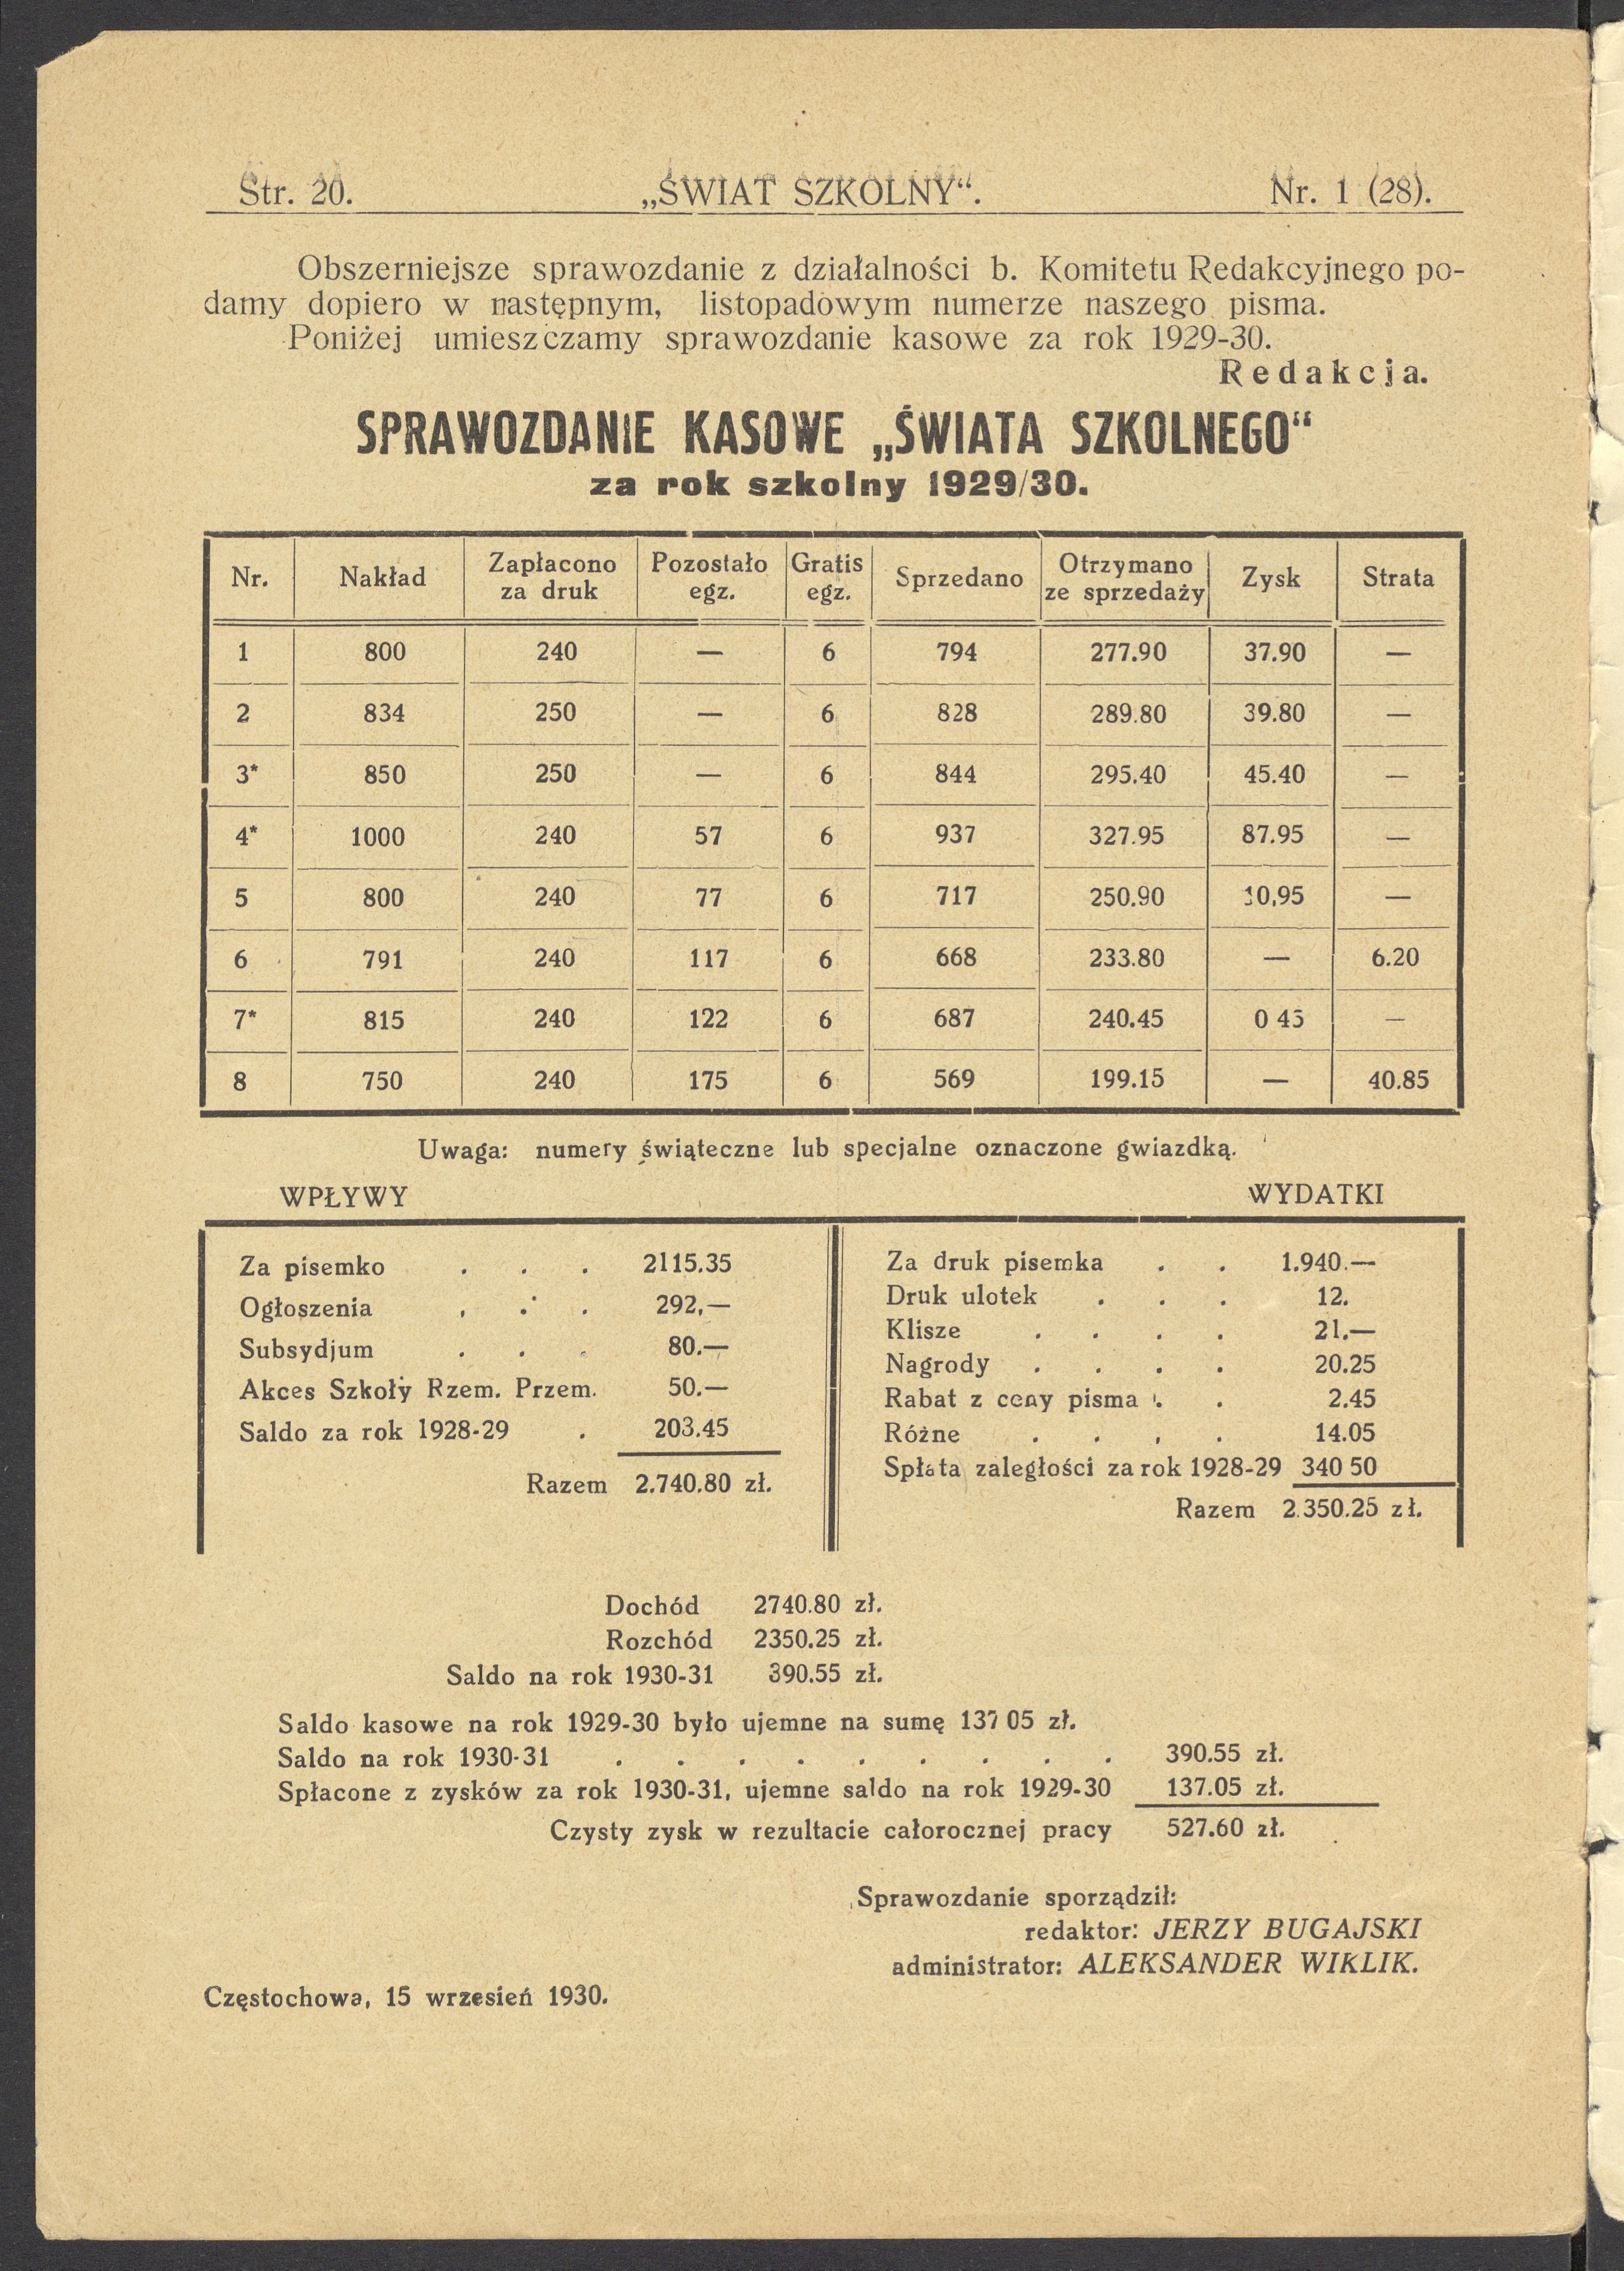 Str. 20. „ŚWIAT SZKOLNY“. Nr. 1 (28).
Obszerniejsze sprawozdanie z działalności b. Komitetu Redakcyjnego po-
damy dopiero w następnym, listopadowym numerze naszego pisma.
Poniżej umieszczamy sprawozdanie kasowe za rok 1929-30.
Redakcja.
SPRAWOZDANIE KASOWE „ŚWIATA SZKOLNEGO“
za rok szkolny 1929/30.
Nr. Nakład Zapłacono za druk Pozostało egz. Gratis egz. Sprzedano Otrzymano ze sprzedaży Zysk Strata
1 800 240 — 6 794 277.90 37.90 —
2 834 250 — 6 828 289.80 39.80 —
3* 850 250 — 6 844 295.40 45.40 —
4* 1000 240 57 6 937 327.95 87.95 —
5 800 240 77 6 717 250.90 10,95 —
6 791 240 117 6 668 233.80 — 6.20
7* 815 240 122 6 687 240.45 0 45 —
8 750 240 175 6 569 199.15 — 40.85
Uwaga: numery świąteczne lub specjalne oznaczone gwiazdką.
WPŁYWY
Za pisemko . . . 2115.35
Ogłoszenia . . . 292,—
Subsydjum . . . 80.—
Akces Szkoły Rzem. Przem. 50.—
Saldo za rok 1928-29 . 203.45
Razem 2.740.80 zł.
WYDATKI
Za druk pisemka . . 1.940.—
Druk ulotek . . . 12.
Klisze . . . . 21.—
Nagrody . . . . 20.25
Rabat z ceny pisma . . 2.45
Różne . . . . 14.05
Spłata zaległości za rok 1928-29 340 50
Razem 2.350.25 zł.
Dochód 2740.80 zł.
Rozchód 2350.25 zł.
Saldo na rok 1930-31 390.55 zł.
Saldo kasowe na rok 1929-30 było ujemne na sumę 137 05 zł.
Saldo na rok 1930-31 . . . . . . . . . 390.55 zł.
Spłacone z zysków za rok 1930-31, ujemne saldo na rok 1929-30 137.05 zł.
Czysty zysk w rezultacie całorocznej pracy 527.60 zł.
Sprawozdanie sporządził:
redaktor: JERZY BUGAJSKI
administrator: ALEKSANDER WIKLIK.
Częstochowa, 15 wrzesień 1930.